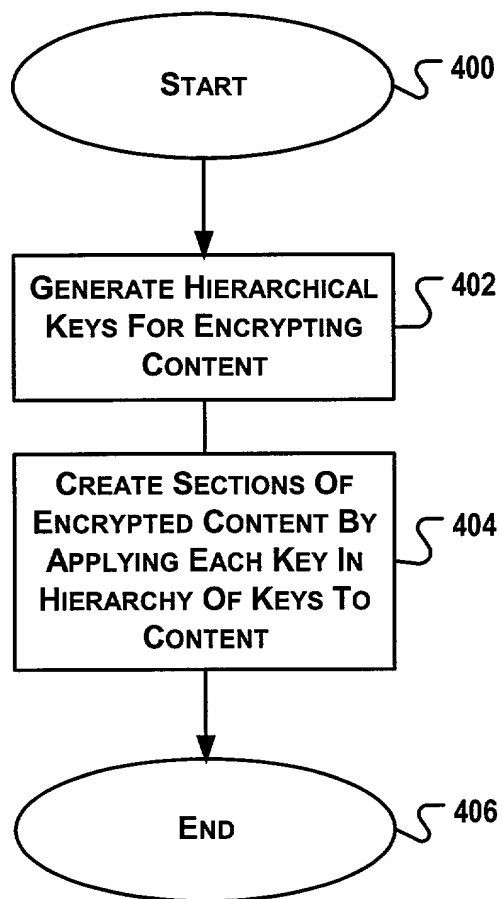 START
400
GENERATE HIERARCHICAL
KEYS FOR ENCRYPTING
CONTENT
402
CREATE SECTIONS OF
ENCRYPTED CONTENT BY
APPLYING EACH KEY IN
HIERARCHY OF KEYS TO
CONTENT
404
END
406